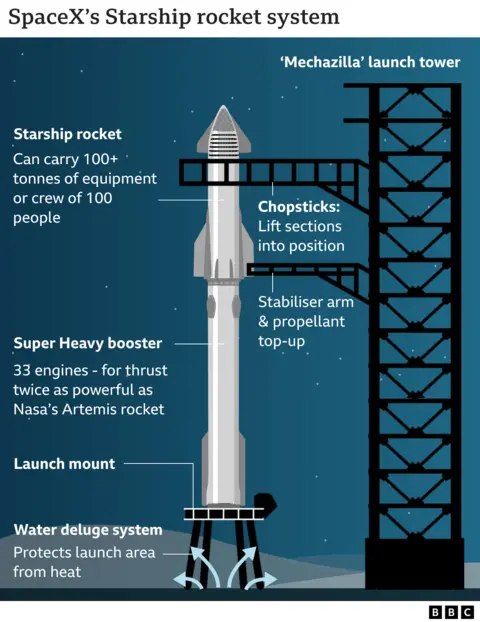 SpaceX's Starship rocket system
'Mechazilla' launch tower
Starship rocket
Can carry 100+
tonnes of equipment
or crew of 100
people
Chopsticks:
Lift sections
into position
Stabiliser arm
& propellant
top-up
Super Heavy booster
33 engines - for thrust
twice as powerful as
Nasa's Artemis rocket
Launch mount
Water deluge system
Protects launch area
from heat
BBC